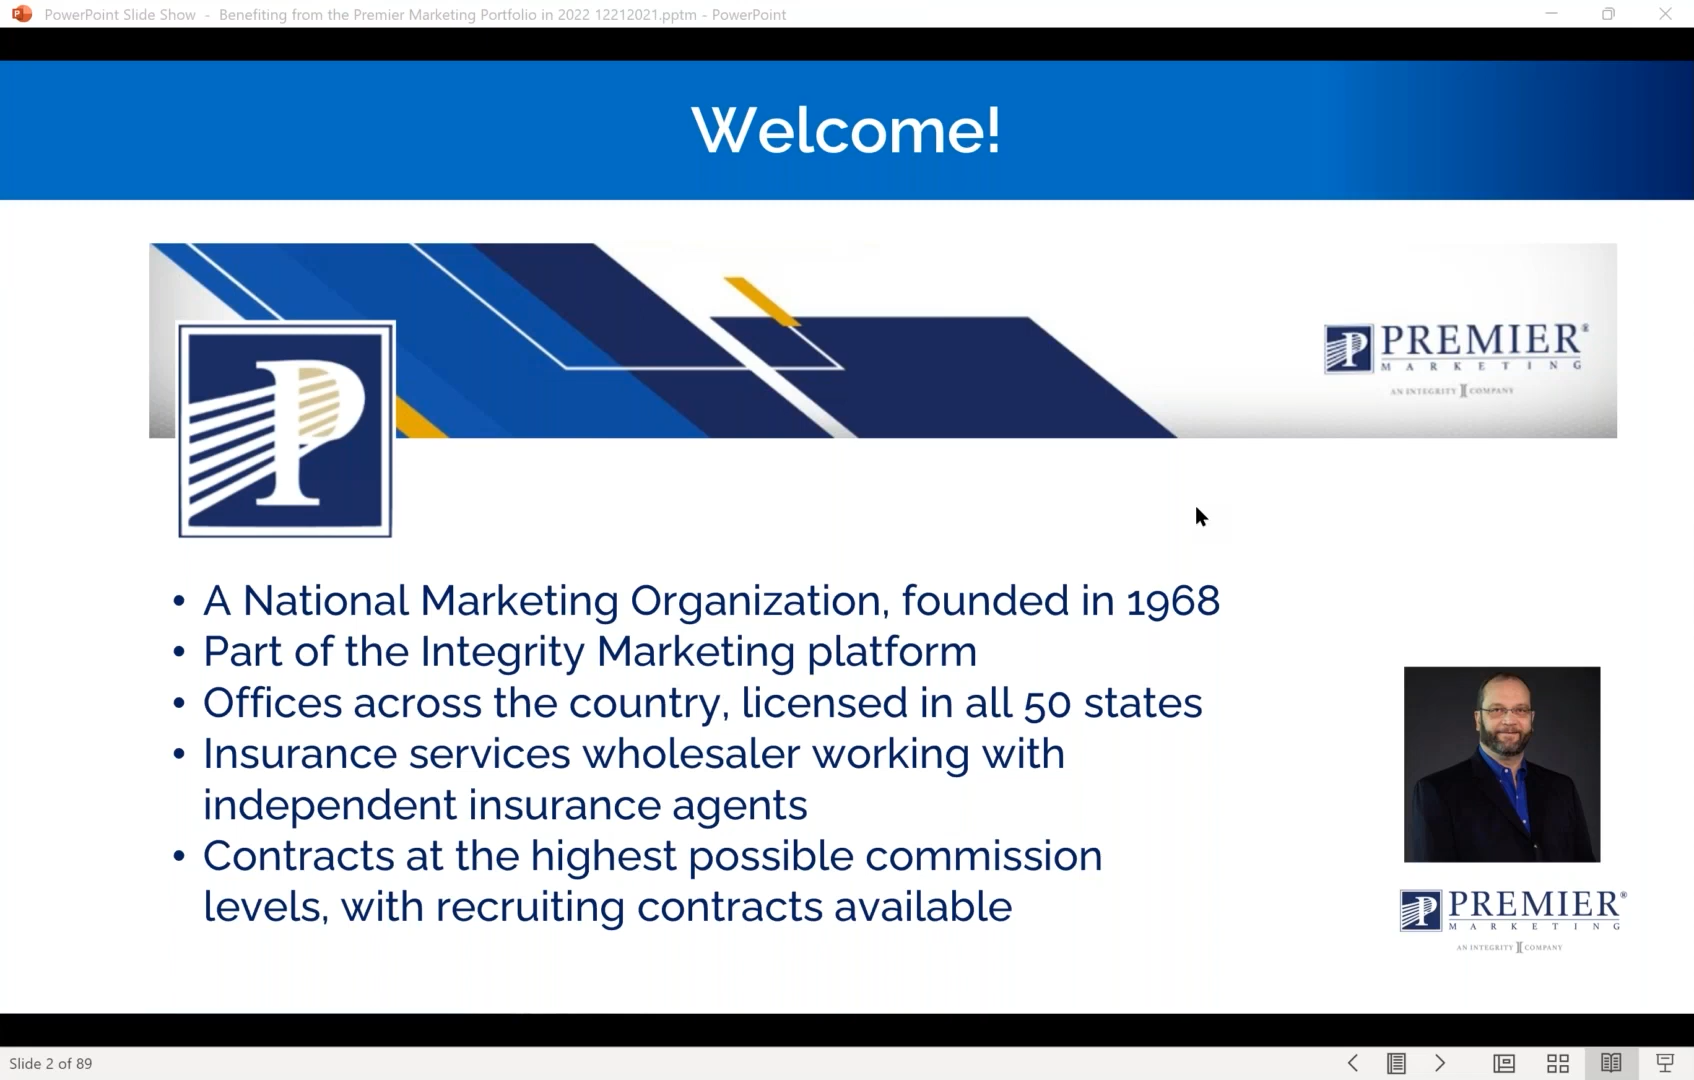 PowerPoint Slide Show - Benefiting from the Premier Marketing Portfolio in 2022 12212021.pptm - PowerPoint
Welcome!
P
PREMIER®
MARKETING
AN INTEGRITY COMPANY
• A National Marketing Organization, founded in 1968
• Part of the Integrity Marketing platform
• Offices across the country, licensed in all 50 states
• Insurance services wholesaler working with
independent insurance agents
• Contracts at the highest possible commission
levels, with recruiting contracts available
PREMIER®
MARKETING
AN INTEGRITY COMPANY
Slide 2 of 89